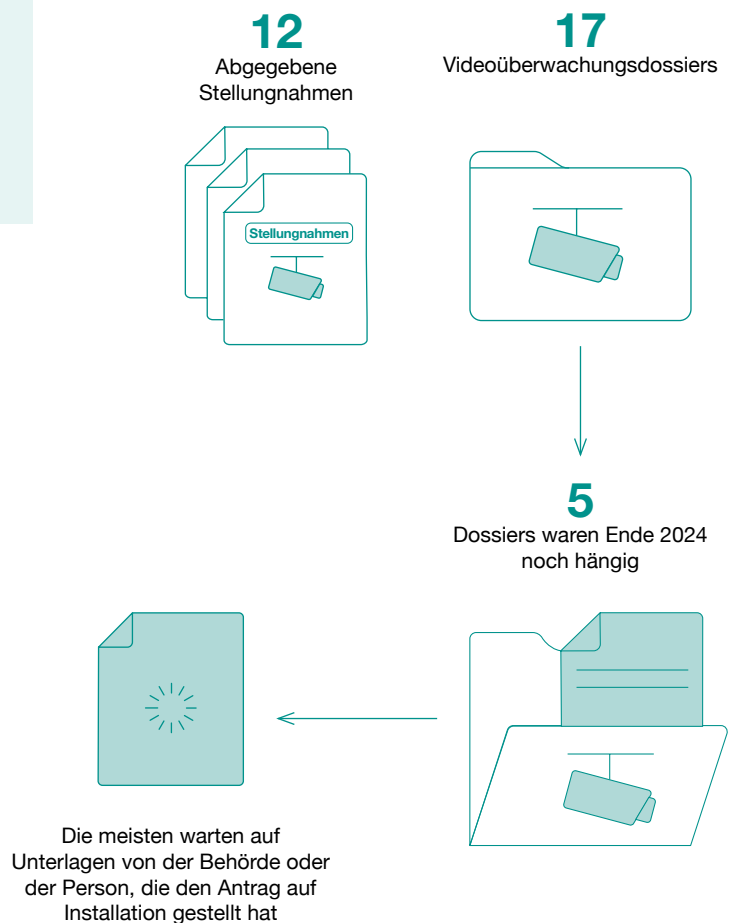 12
Abgegebene
Stellungnahmen
Stellungnahmen
17
Videoüberwachungsdossiers
5
Dossiers waren Ende 2024
noch hängig
Die meisten warten auf
Unterlagen von der Behörde oder
der Person, die den Antrag auf
Installation gestellt hat